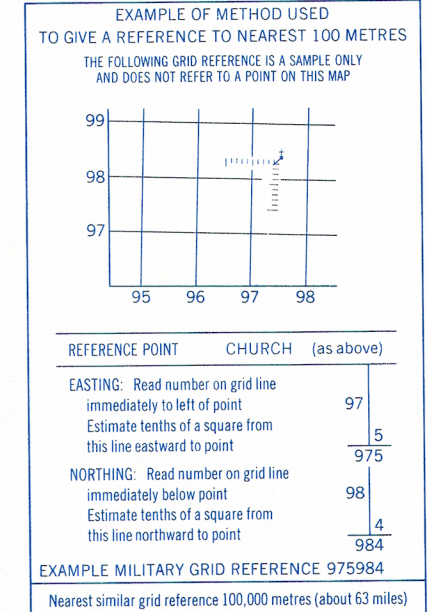 EXAMPLE OF METHOD USED
TO GIVE A REFERENCE TO NEAREST 100 METRES
THE FOLLOWING GRID REFERENCE IS A SAMPLE ONLY
AND DOES NOT REFER TO A POINT ON THIS MAP
99
98
97
95 96 97 98
REFERENCE POINT CHURCH (as above)
EASTING: Read number on grid line
immediately to left of point 97
Estimate tenths of a square from
this line eastward to point 5
975
NORTHING: Read number on grid line
immediately below point 98
Estimate tenths of a square from
this line northward to point 4
984
EXAMPLE MILITARY GRID REFERENCE 975984
Nearest similar grid reference 100,000 metres (about 63 miles)